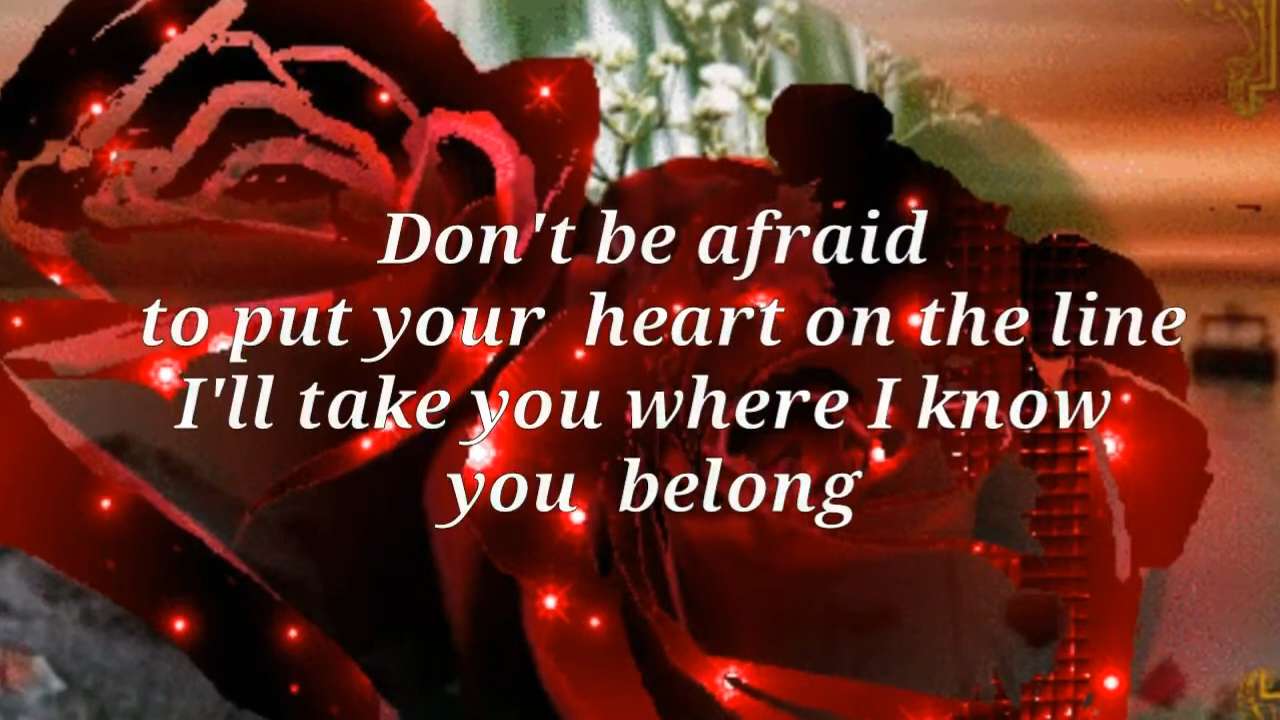 Don't be afraid
to put your heart on the line
I'll take you where I know
you belong